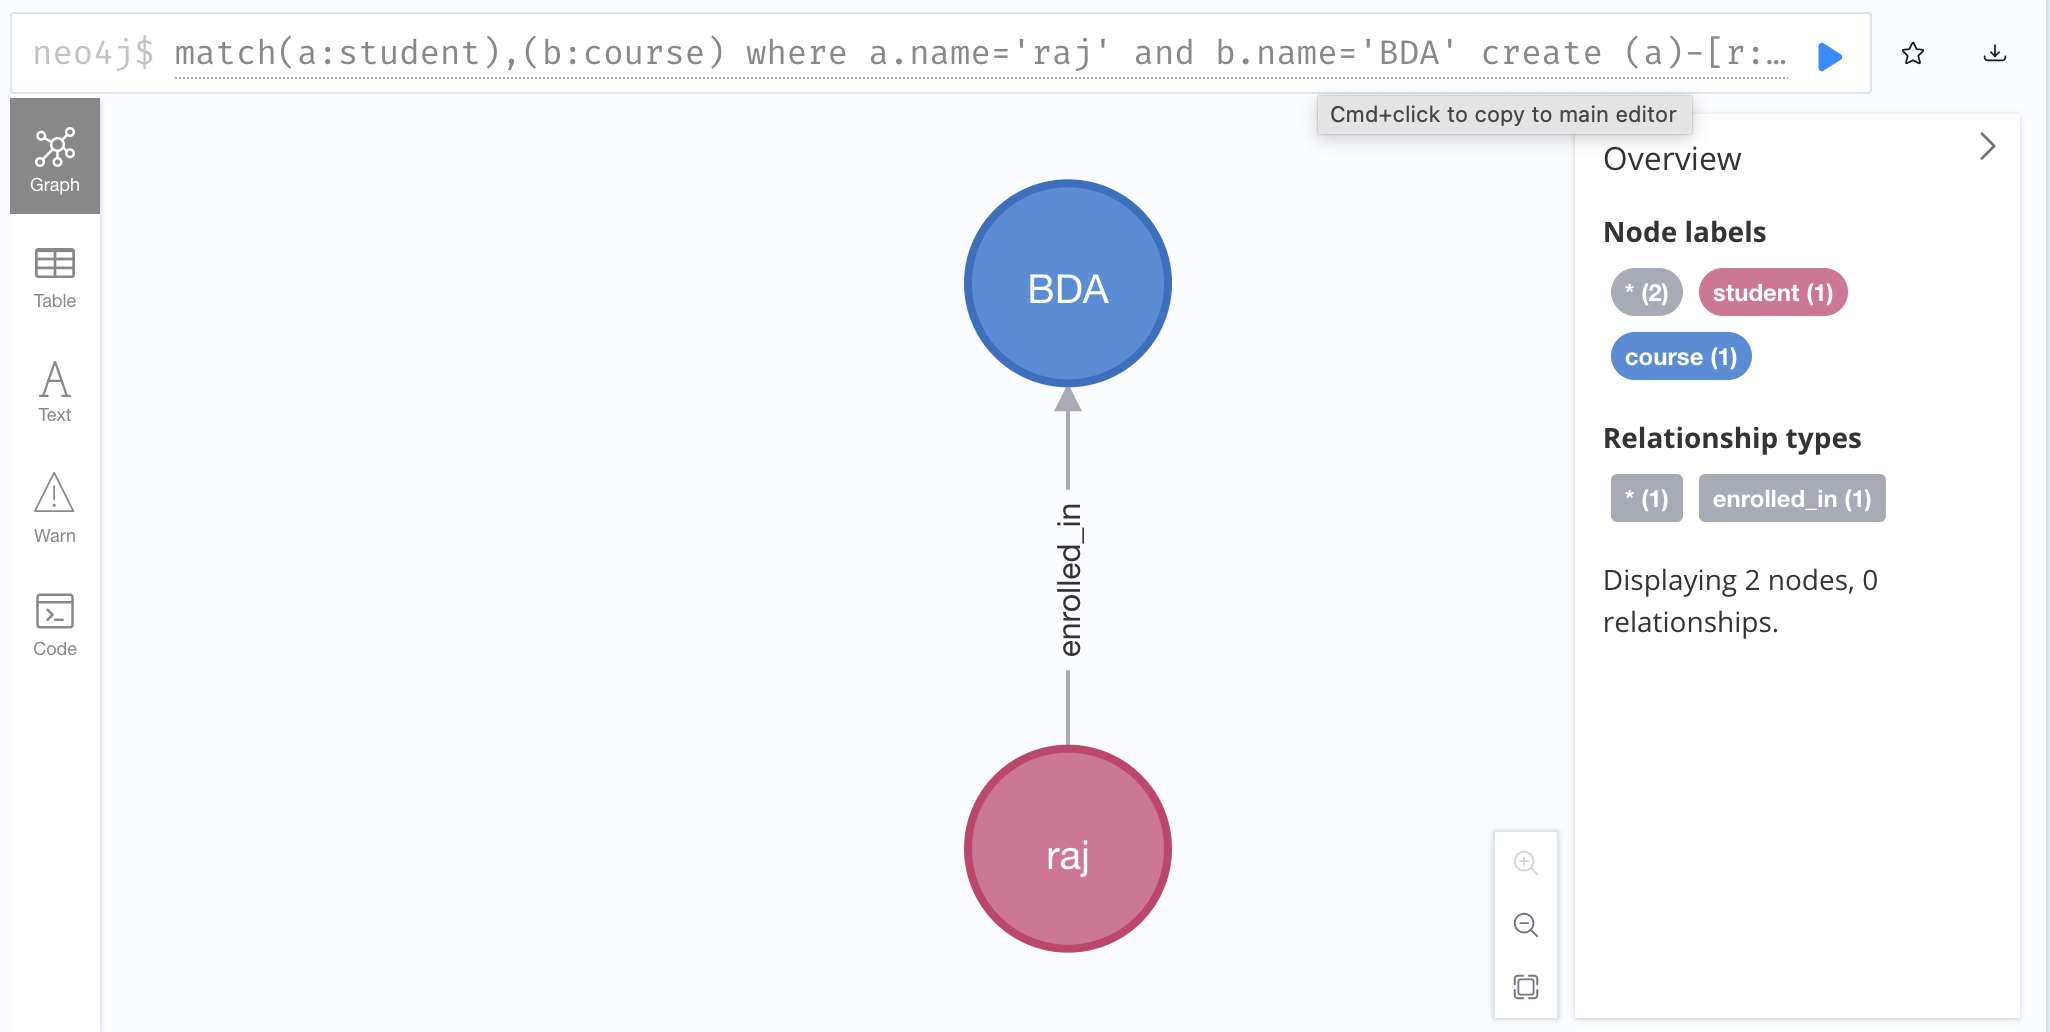 neo4j$ match(a:student),(b:course) where a.name='raj' and b.name='BDA' create (a)-[r:…
Cmd+click to copy to main editor
Graph
Table
Text
Warn
Code
BDA
enrolled_in
raj
Overview
Node labels
* (2) student (1)
course (1)
Relationship types
* (1) enrolled_in (1)
Displaying 2 nodes, 0
relationships.